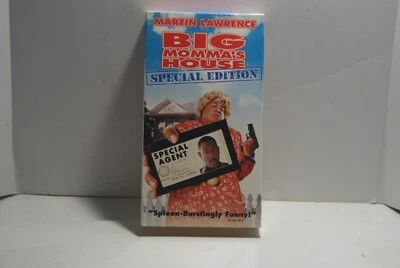 MARTIN LAWRENCE
BIG
MOMMA'S
HOUSE
SPECIAL EDITION
SPECIAL
AGENT
"Spleen-Burstingly Funny!"